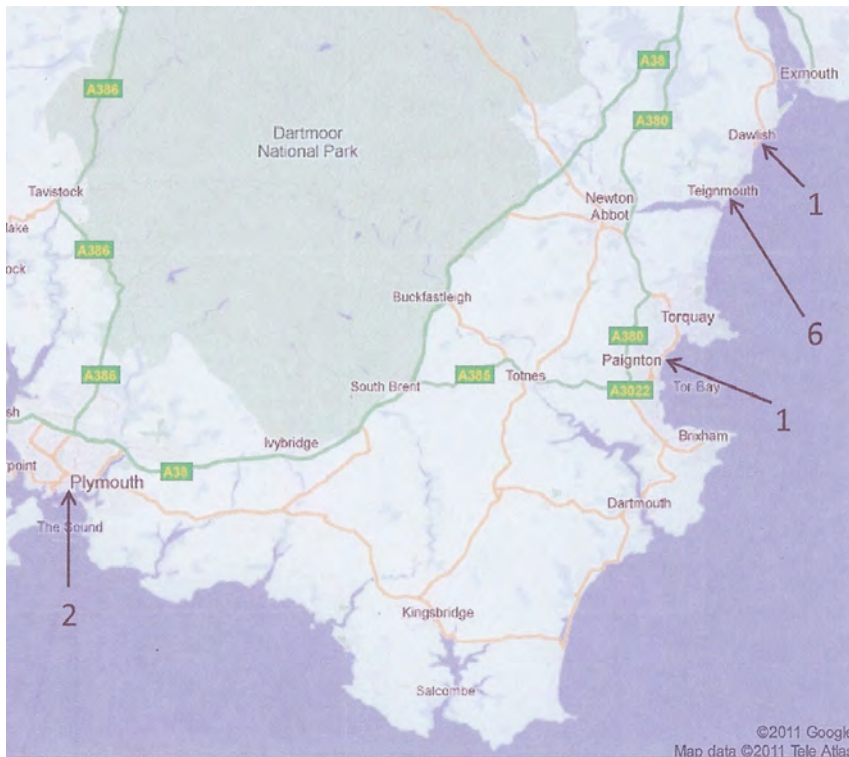 A386
A38
Exmouth
A380
Dawlish
Dartmoor
National Park
1
Tavistock
Teignmouth
Newton
Abbot
lake
A386
ock
Buckfastleigh
Torquay
A380
6
Paignton
A386
South Brent
A385
Totnes
A3022
Tor Bay
sh
1
Ivybridge
Brixham
point
A38
Plymouth
Dartmouth
The Sound
2
Kingsbridge
Salcombe
©2011 Google
Map data ©2011 Tele Atlas